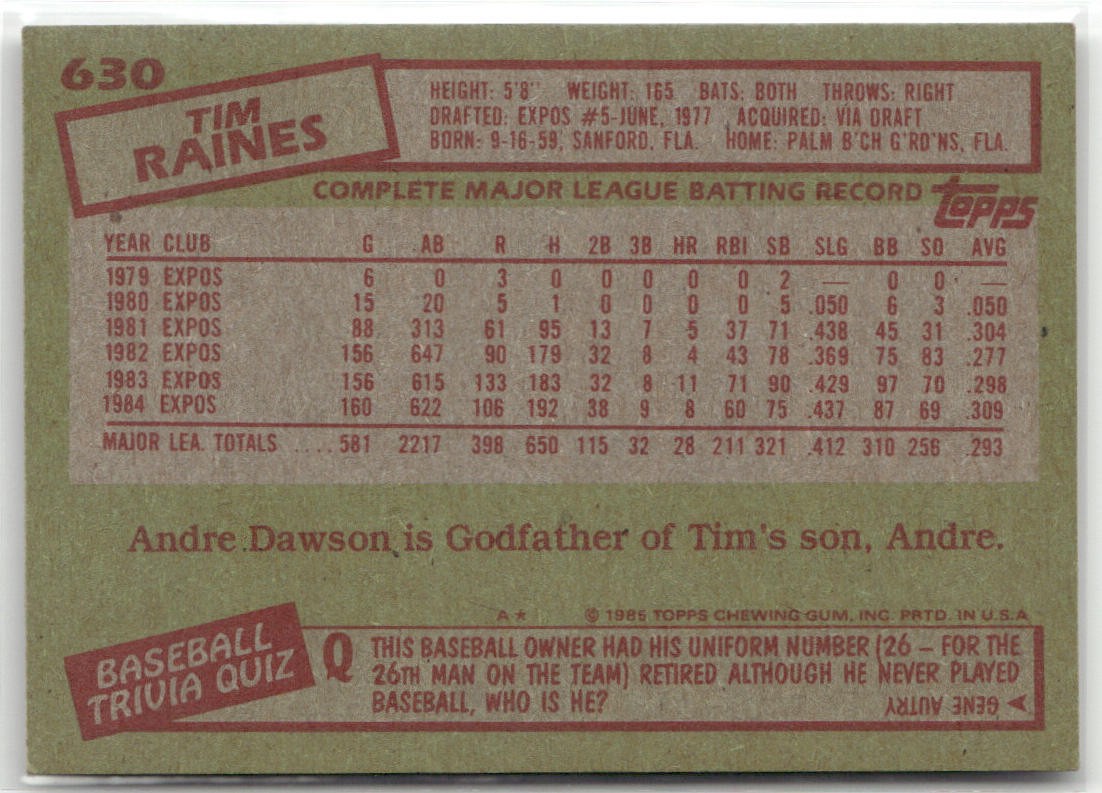 630
TIM
RAINES
HEIGHT: 5'8" WEIGHT: 165 BATS: BOTH THROWS: RIGHT
DRAFTED: EXPOS #5-JUNE, 1977 ACQUIRED: VIA DRAFT
BORN: 9-16-59, SANFORD, FLA. HOME: PALM B'CH G'RD'NS, FLA.
COMPLETE MAJOR LEAGUE BATTING RECORD
Topps
YEAR CLUB G AB R H 2B 3B HR RBI SB SLG BB SO AVG
1979 EXPOS 6 0 3 0 0 0 0 0 2 — 0 0 —
1980 EXPOS 15 20 5 1 0 0 0 0 5 .050 6 3 .050
1981 EXPOS 88 313 61 95 13 7 5 37 71 .438 45 31 .304
1982 EXPOS 156 647 90 179 32 8 4 43 78 .369 75 83 .277
1983 EXPOS 156 615 133 183 32 8 11 71 90 .429 97 70 .298
1984 EXPOS 160 622 106 192 38 9 8 60 75 .437 87 69 .309
MAJOR LEA. TOTALS ....581 2217 398 650 115 32 28 211 321 .412 310 256 .293
Andre Dawson is Godfather of Tim's son, Andre.
A★ © 1985 TOPPS CHEWING GUM, INC. PRTD. IN U.S.A
BASEBALL
TRIVIA QUIZ
Q THIS BASEBALL OWNER HAD HIS UNIFORM NUMBER (26 – FOR THE
26th MAN ON THE TEAM) RETIRED ALTHOUGH HE NEVER PLAYED
BASEBALL, WHO IS HE?
GENE AUTRY